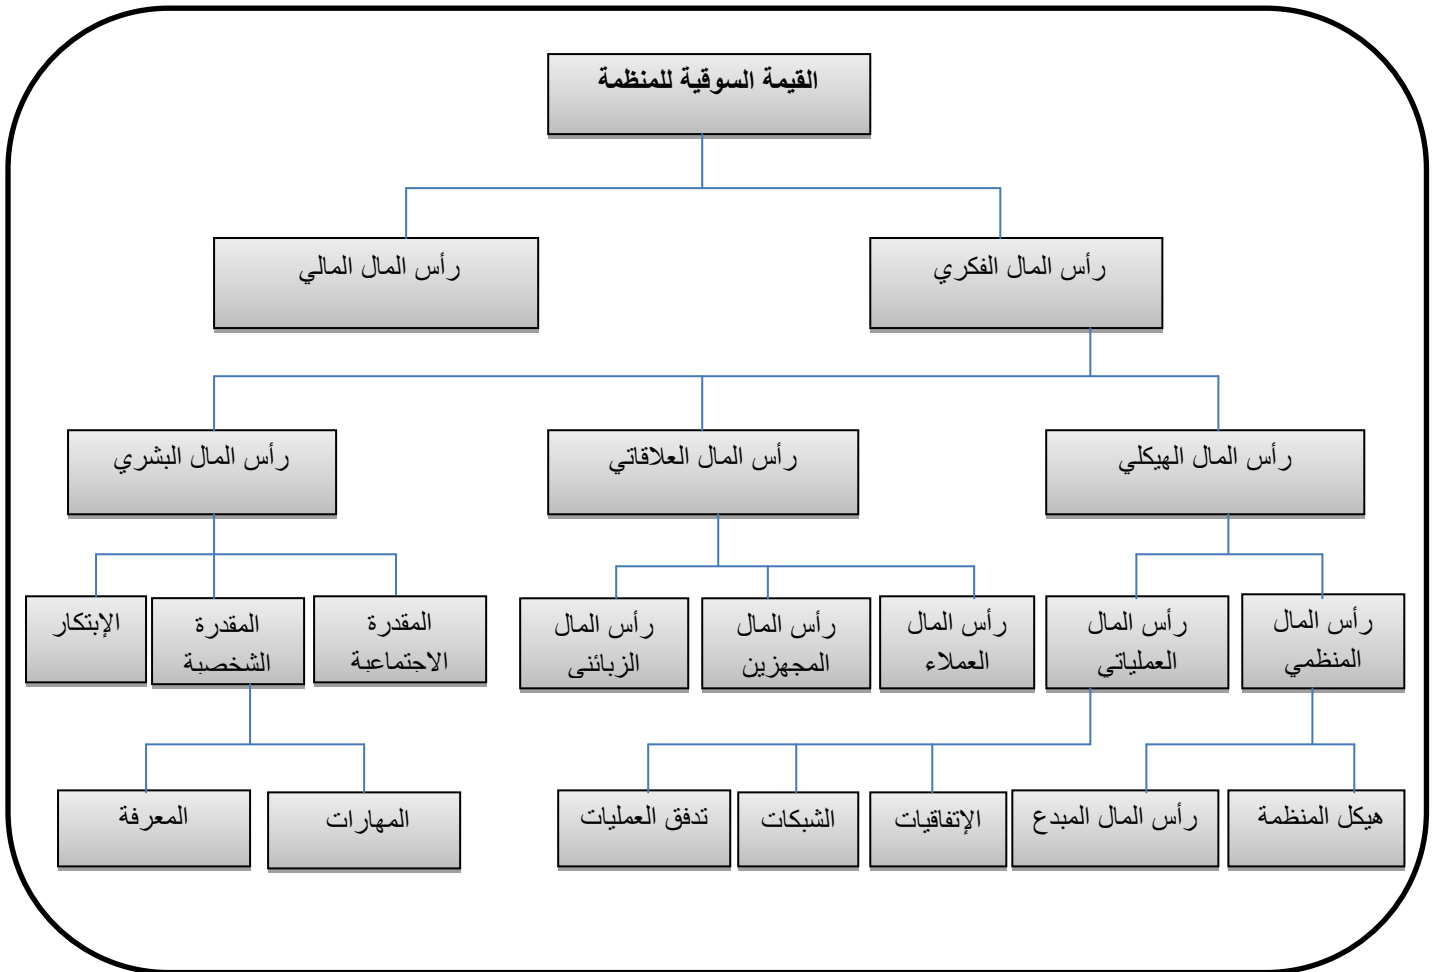 القيمة السوقية للمنظمة
رأس المال الفكري
رأس المال المالي
رأس المال الهيكلي
رأس المال العلاقاتي
رأس المال البشري
رأس المال
المنظمي
رأس المال
العملياتي
رأس المال
العملاء
رأس المال
المجهزين
رأس المال
الزبائنى
المقدرة
الاجتماعية
المقدرة
الشخصية
الإبتكار
هيكل المنظمة
رأس المال المبدع
الإتفاقيات
الشبكات
تدفق العمليات
المهارات
المعرفة